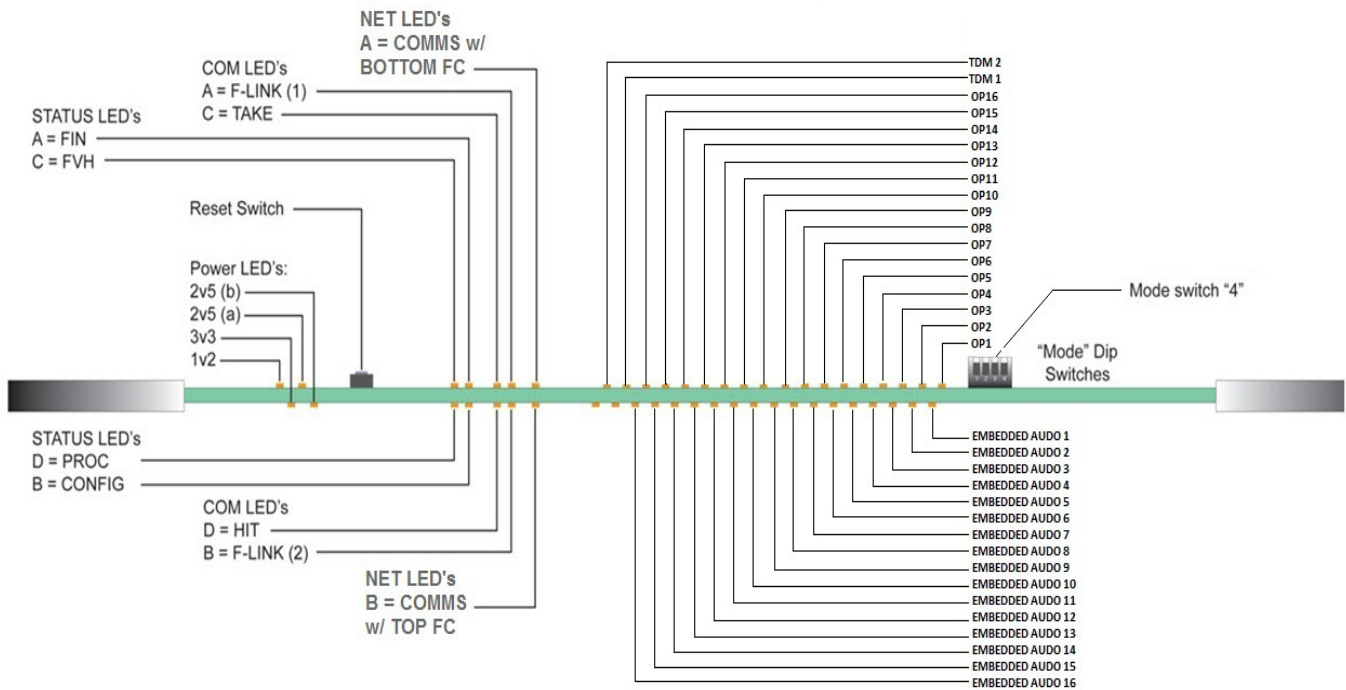 NET LED's
A = COMMS w/
BOTTOM FC
COM LED's
A = F-LINK (1)
C = TAKE
STATUS LED's
A = FIN
C = FVH
Reset Switch
Power LED's:
2v5 (b)
2v5 (a)
3v3
1v2
TDM 2
TDM 1
OP16
OP15
OP14
OP13
OP12
OP11
OP10
OP9
OP8
OP7
OP6
OP5
OP4
OP3
OP2
OP1
Mode switch "4"
"Mode" Dip
Switches
1 2 3 4
STATUS LED's
D = PROC
B = CONFIG
COM LED's
D = HIT
B = F-LINK (2)
NET LED's
B = COMMS
w/ TOP FC
EMBEDDED AUDO 1
EMBEDDED AUDO 2
EMBEDDED AUDO 3
EMBEDDED AUDO 4
EMBEDDED AUDO 5
EMBEDDED AUDO 6
EMBEDDED AUDO 7
EMBEDDED AUDO 8
EMBEDDED AUDO 9
EMBEDDED AUDO 10
EMBEDDED AUDO 11
EMBEDDED AUDO 12
EMBEDDED AUDO 13
EMBEDDED AUDO 14
EMBEDDED AUDO 15
EMBEDDED AUDO 16